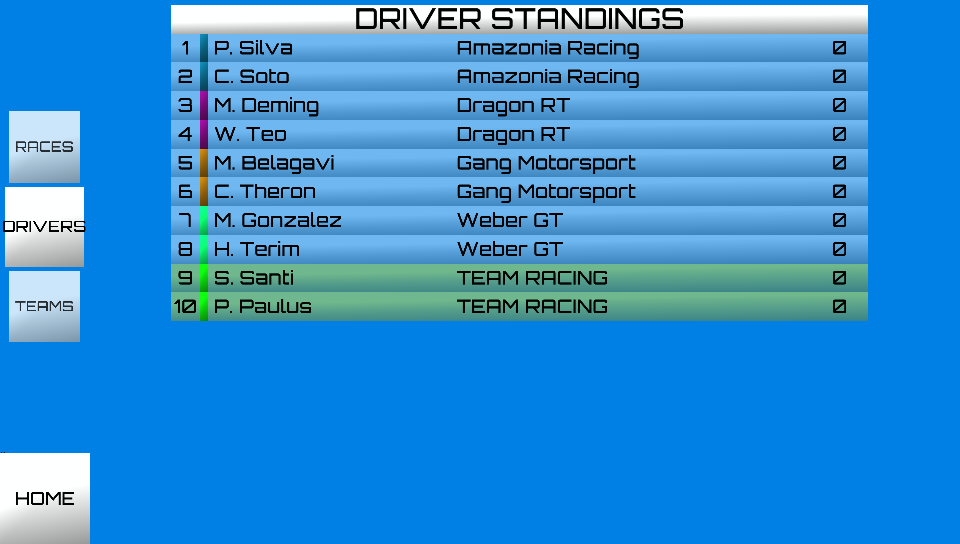 DRIVER STANDINGS
1 P. Silva Amazonia Racing 0
2 C. Soto Amazonia Racing 0
3 M. Deming Dragon RT 0
4 W. Teo Dragon RT 0
5 M. Belagavi Gang Motorsport 0
6 C. Theron Gang Motorsport 0
7 M. Gonzalez Weber GT 0
8 H. Terim Weber GT 0
9 S. Santi TEAM RACING 0
10 P. Paulus TEAM RACING 0
RACES
DRIVERS
TEAMS
HOME